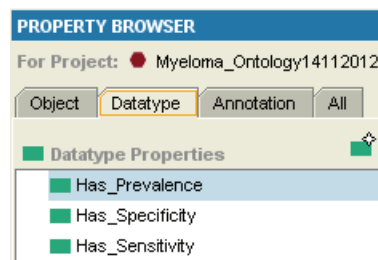 PROPERTY BROWSER
For Project: Myeloma_Ontology14112012
Object Datatype Annotation All
Datatype Properties
Has_Prevalence
Has_Specificity
Has_Sensitivity